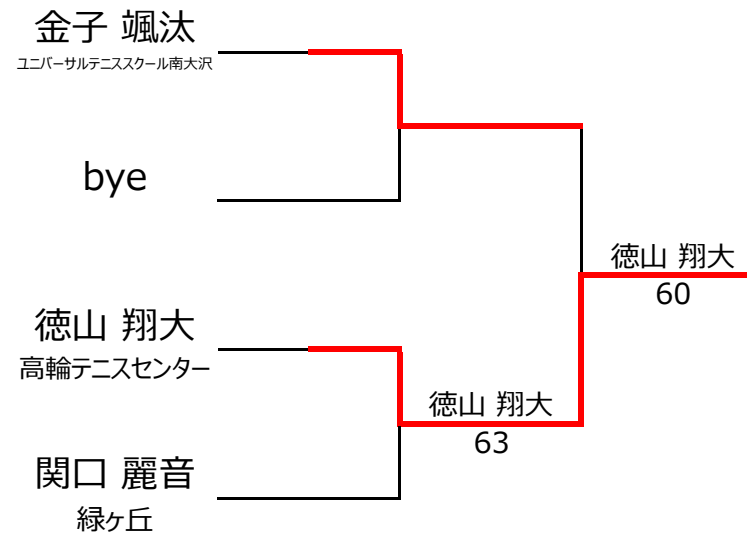 金子 颯汰
ユニバーサルテニススクール南大沢
bye
徳山 翔大
60
徳山 翔大
高輪テニスセンター
徳山 翔大
63
関口 麗音
緑ヶ丘